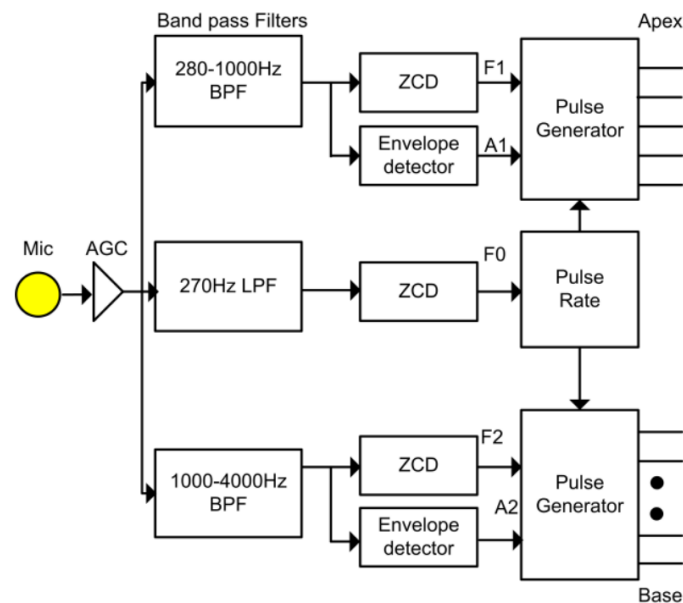 Band pass Filters
Apex
280-1000Hz
BPF
ZCD
F1
Pulse
Generator
Envelope
detector
A1
Mic
AGC
270Hz LPF
ZCD
F0
Pulse
Rate
1000-4000Hz
BPF
ZCD
F2
Pulse
Generator
A2
Envelope
detector
Base